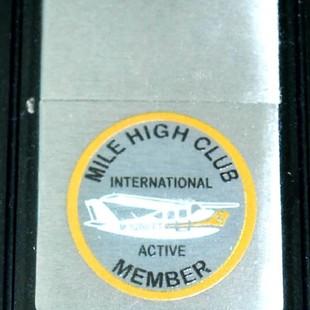 MILE HIGH CLUB
INTERNATIONAL
ACTIVE
MEMBER